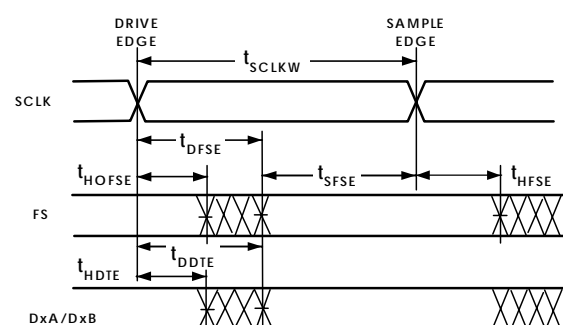 DRIVE
EDGE
SAMPLE
EDGE
tSCLKW
SCLK
tDFSE
tHOFSE
tSFSE
tHFSE
FS
tDDTE
tHDTE
DxA/DxB